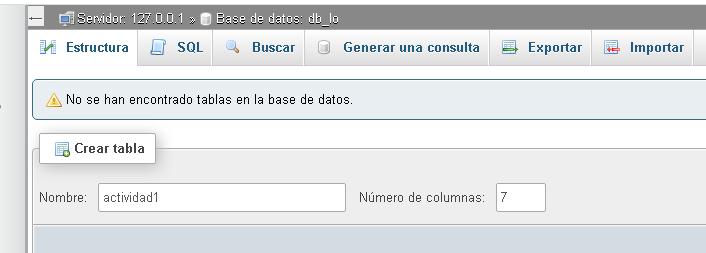 Servidor: 127.0.0.1 » Base de datos: db_lo
Estructura SQL Buscar Generar una consulta Exportar Importar
No se han encontrado tablas en la base de datos.
Crear tabla
Nombre: actividad1 Número de columnas: 7